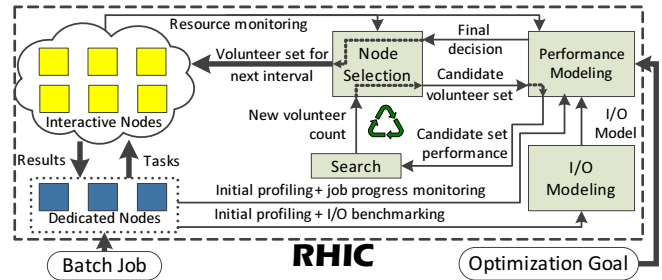 Resource monitoring
Final
decision
Node
Selection
Performance
Modeling
Volunteer set for
next interval
Candidate
volunteer set
Interactive Nodes
New volunteer
count
I/O
Model
Candidate set
performance
Results
Tasks
Search
I/O
Modeling
Initial profiling+ job progress monitoring
Dedicated Nodes
Initial profiling + I/O benchmarking
Batch Job
RHIC
Optimization Goal